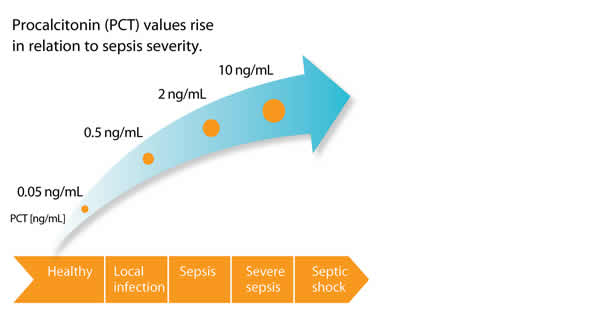 Procalcitonin (PCT) values rise
in relation to sepsis severity.
10 ng/mL
2 ng/mL
0.5 ng/mL
0.05 ng/mL
PCT [ng/mL]
Healthy
Local
infection
Sepsis
Severe
sepsis
Septic
shock